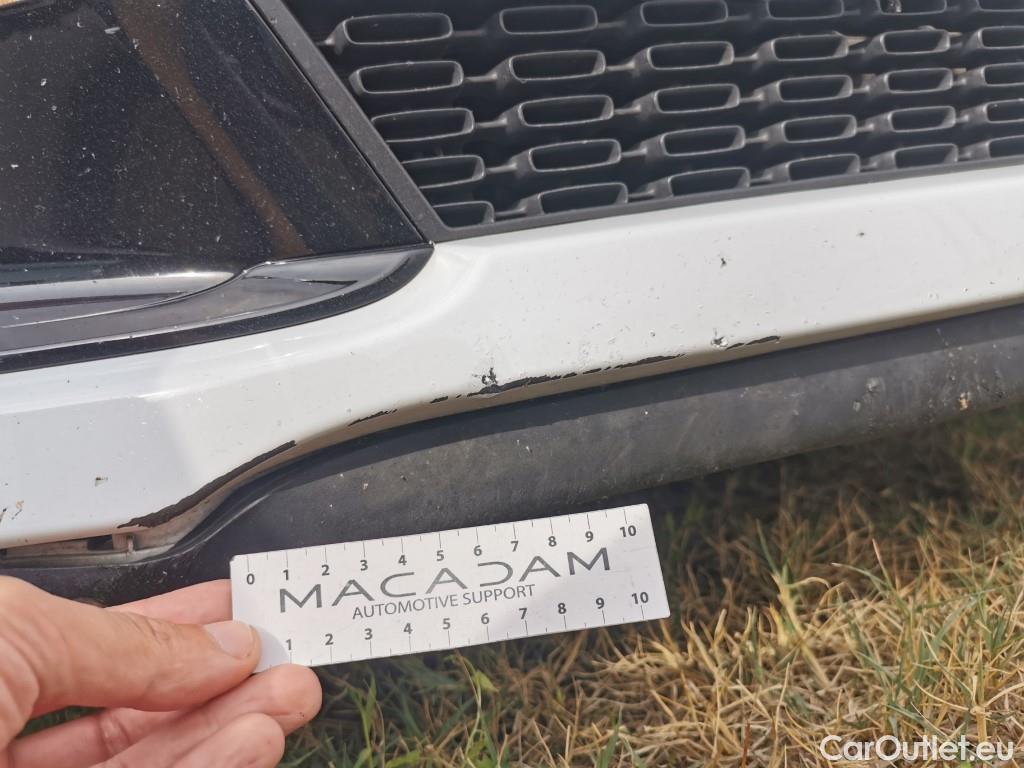 0 1 2 3 4 5 6 7 8 9 10
MACADAM
AUTOMOTIVE SUPPORT
1 2 3 4 5 6 7 8 9 10
CarOutlet.eu